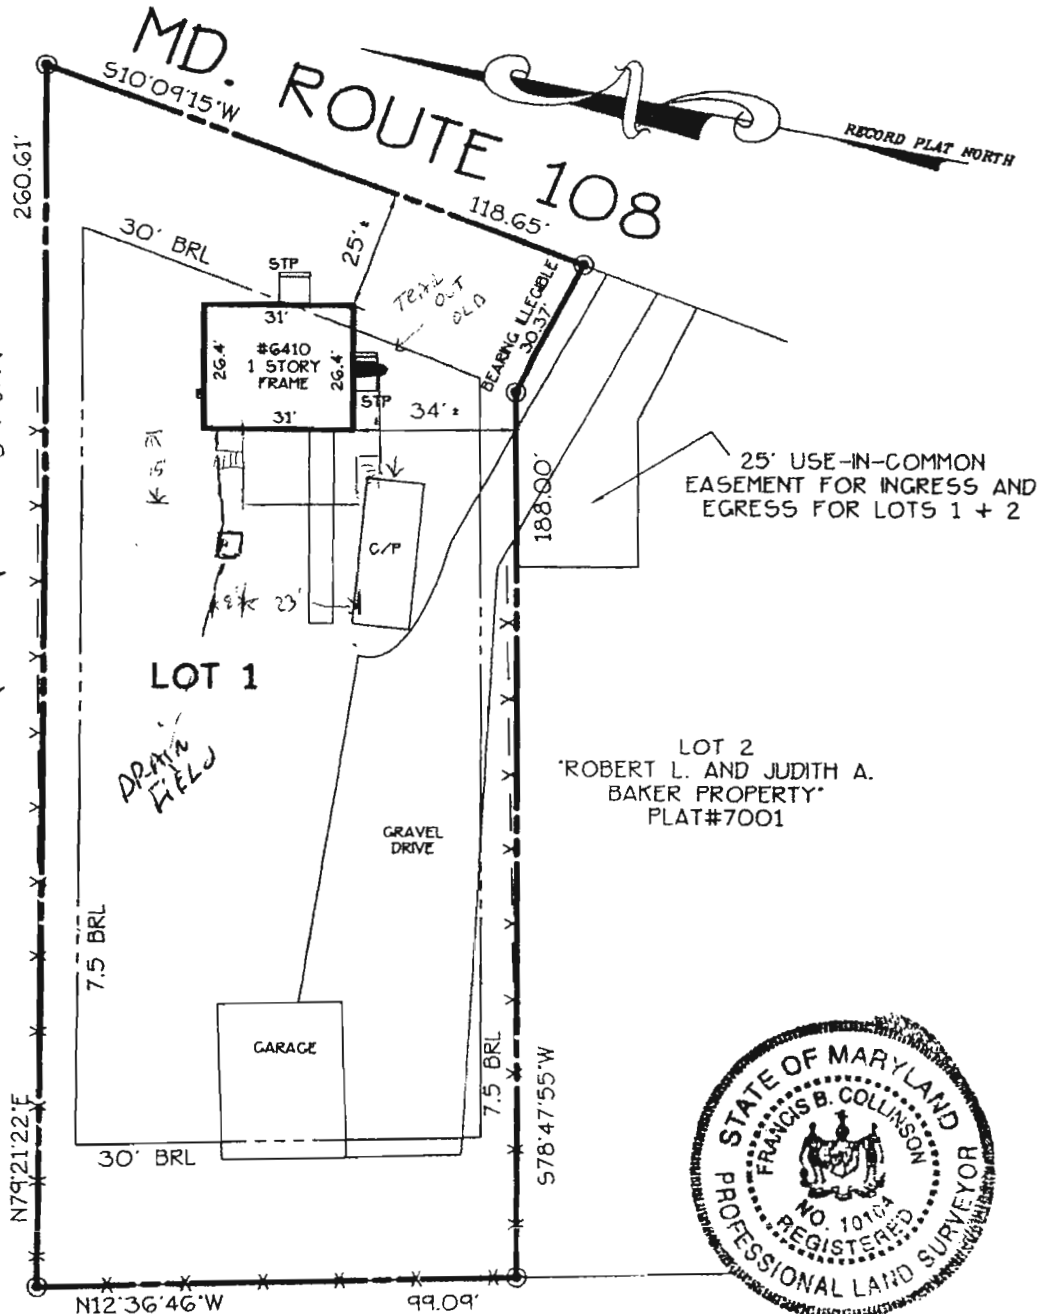 MD. ROUTE 108
S10°09'15"W
118.65'
RECORD PLAT NORTH
260.61'
30' BRL
STP
25'±
TEAR OUT OLD
BEARING ILLEGIBLE
30.37'
31'
#6410
1 STORY
FRAME
26.4'
26.4'
31'
STP
34'±
15'
188.00'
25' USE-IN-COMMON
EASEMENT FOR INGRESS AND
EGRESS FOR LOTS 1 + 2
C/P
23'
LOT 1
DRAIN
FIELD
LOT 2
"ROBERT L. AND JUDITH A.
BAKER PROPERTY"
PLAT#7001
GRAVEL
DRIVE
7.5 BRL
GARAGE
7.5 BRL
30' BRL
N79°21'22"E
S78°47'55"W
N12°36'46"W
99.09'
STATE OF MARYLAND
FRANCIS B. COLLINSON
NO. 10104
REGISTERED
PROFESSIONAL LAND SURVEYOR